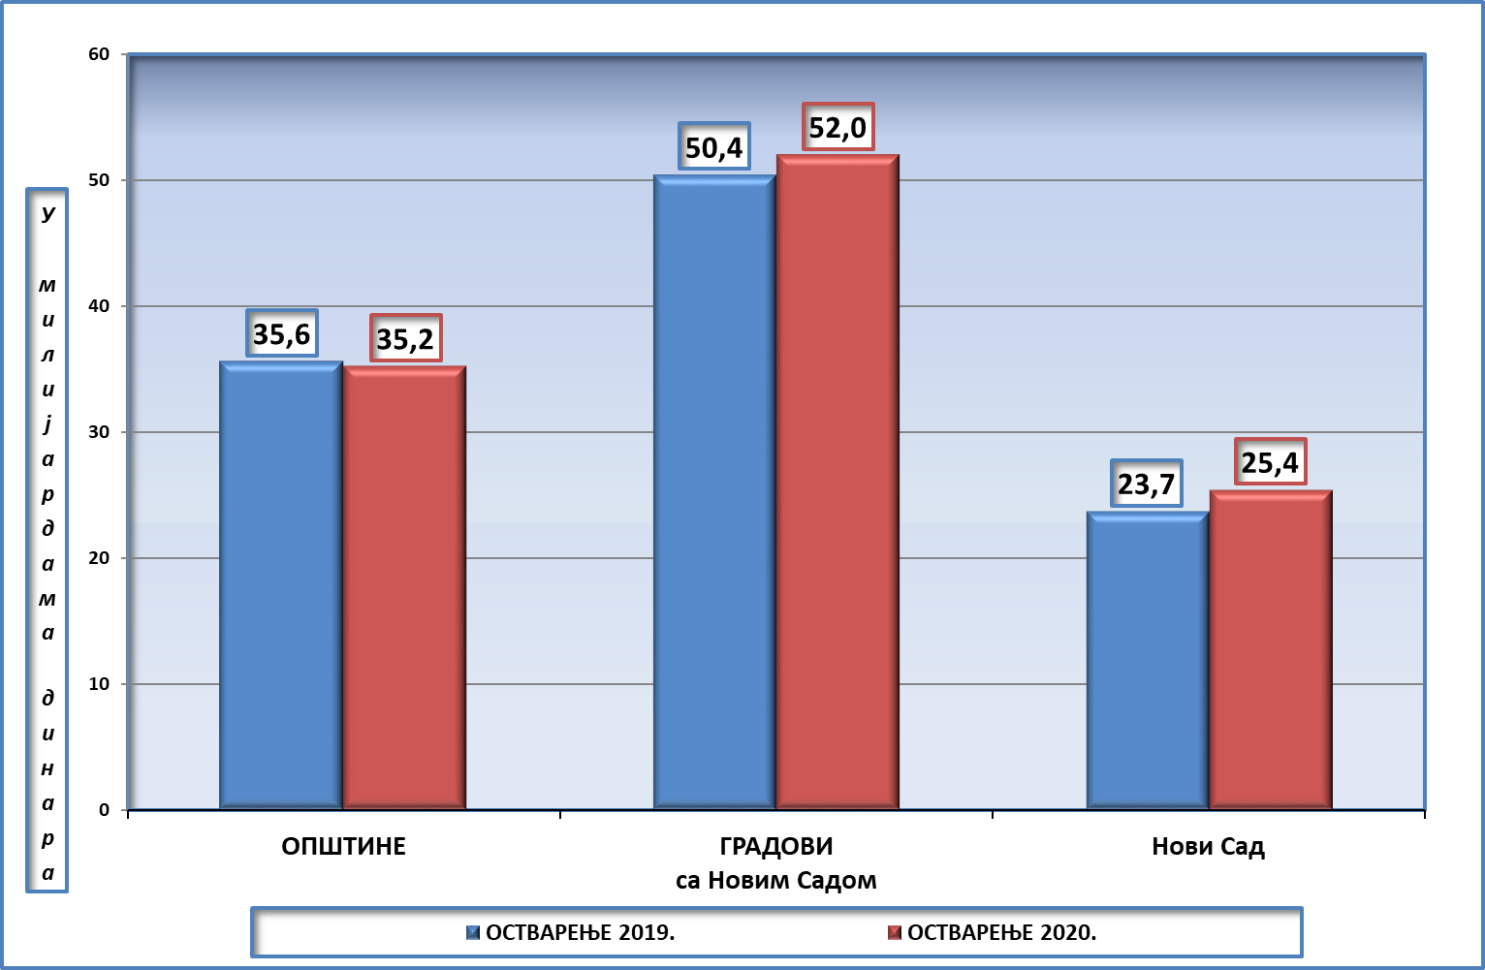 60
50
40
30
20
10
0
У милијардама динара
35,6
35,2
50,4
52,0
23,7
25,4
ОПШТИНЕ
ГРАДОВИ
са Новим Садом
Нови Сад
ОСТВАРЕЊЕ 2019.
ОСТВАРЕЊЕ 2020.